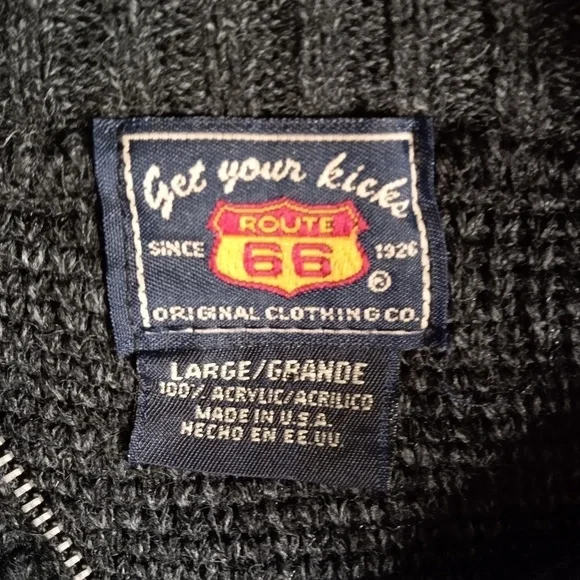 Get your kicks
ROUTE
SINCE 66 1926
®
ORIGINAL CLOTHING CO.
LARGE/GRANDE
100% ACRYLIC/ACRILICO
MADE IN U.S.A.
HECHO EN EE.UU.